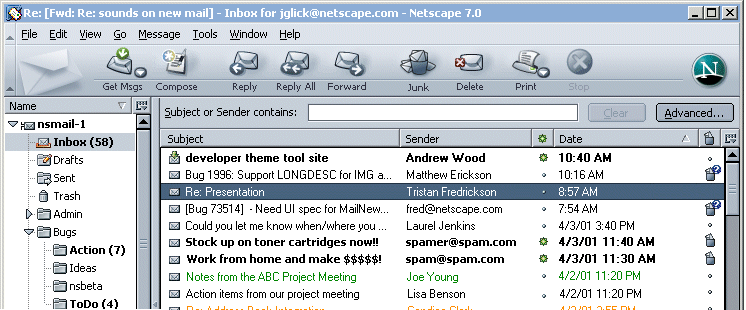 Re: [Fwd: Re: sounds on new mail] - Inbox for jglick@netscape.com - Netscape 7.0
File Edit View Go Message Tools Window Help
Get Msgs Compose Reply Reply All Forward Junk Delete Print Stop N
Name
nsmail-1
Inbox (58)
Drafts
Sent
Trash
Admin
Bugs
Action (7)
Ideas
nsbeta
ToDo (4)
Subject or Sender contains: Clear Advanced...
Subject Sender Date
developer theme tool site Andrew Wood 10:40 AM
Bug 1996: Support LONGDESC for IMG a... Matthew Erickson 10:16 AM
Re: Presentation Tristan Fredrickson 8:57 AM
[Bug 73514] - Need UI spec for MailNew... fred@netscape.com 7:54 AM
Could you let me know when/where you ... Laurel Jenkins 4/3/01 3:40 PM
Stock up on toner cartridges now!! spamer@spam.com 4/3/01 11:40 AM
Work from home and make $$$$$! spam@spam.com 4/3/01 11:30 AM
Notes from the ABC Project Meeting Joe Young 4/2/01 11:20 PM
Action items from our project meeting Lisa Benson 4/2/01 11:20 PM